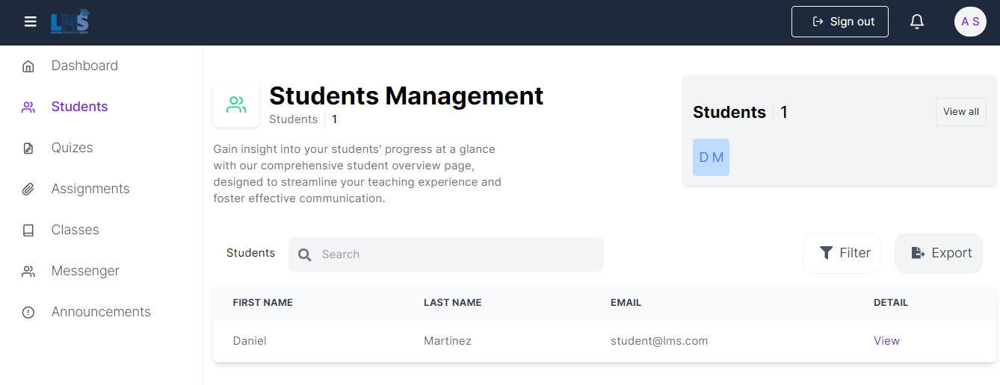 LMS
Learning Management System
Sign out
A S
Dashboard
Students
Quizes
Assignments
Classes
Messenger
Announcements
Students Management
Students 1
Gain insight into your students' progress at a glance
with our comprehensive student overview page,
designed to streamline your teaching experience and
foster effective communication.
Students 1
View all
D M
Students
Search
Filter
Export
FIRST NAME LAST NAME EMAIL DETAIL
Daniel Martinez student@lms.com View